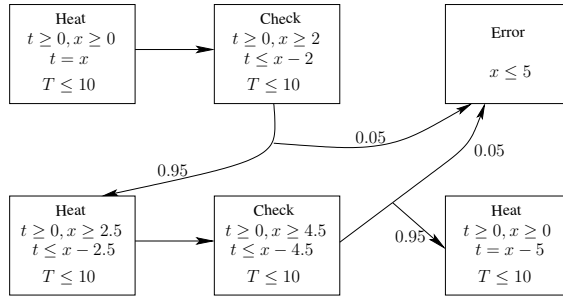 Heat
t ≥ 0, x ≥ 0
t = x
T ≤ 10
Check
t ≥ 0, x ≥ 2
t ≤ x − 2
T ≤ 10
Error
x ≤ 5
0.05
0.95
0.05
Heat
t ≥ 0, x ≥ 2.5
t ≤ x − 2.5
T ≤ 10
Check
t ≥ 0, x ≥ 4.5
t ≤ x − 4.5
T ≤ 10
0.95
Heat
t ≥ 0, x ≥ 0
t = x − 5
T ≤ 10